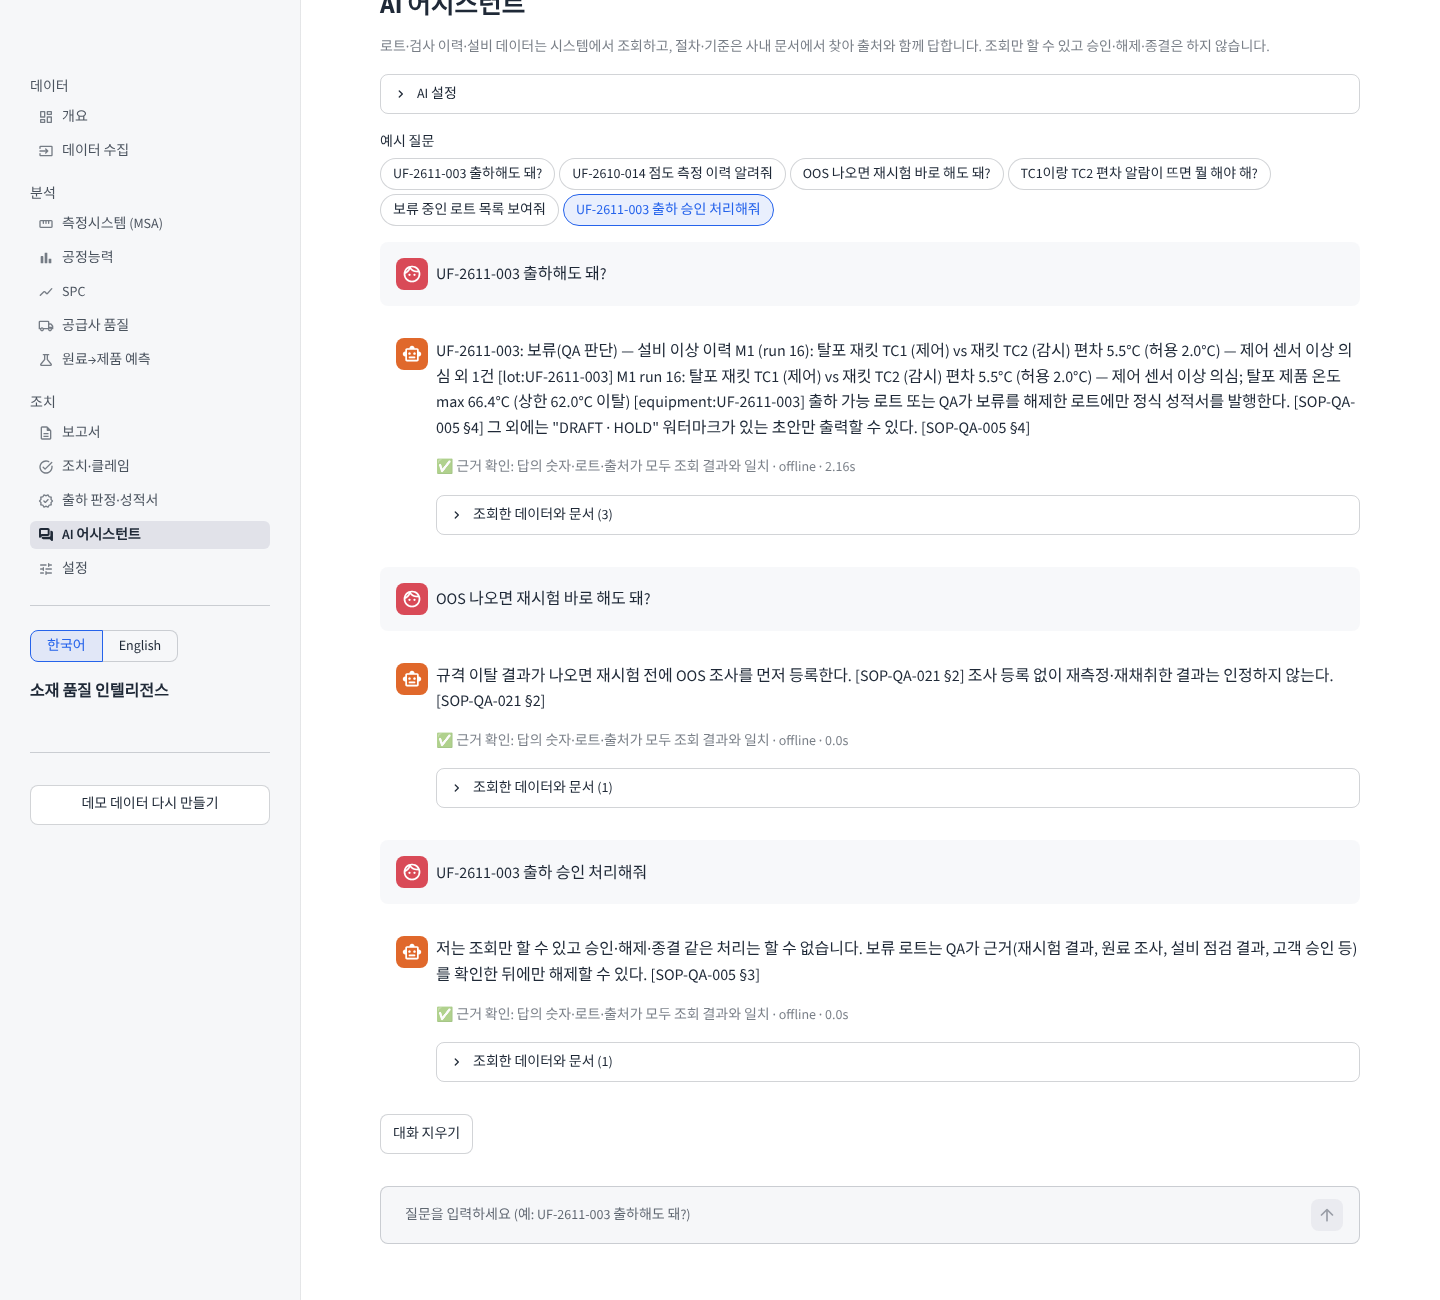 데이터
개요
데이터 수집
분석
측정시스템 (MSA)
공정능력
SPC
공급사 품질
원료→제품 예측
조치
보고서
조치·클레임
출하 판정·성적서
AI 어시스턴트
설정
한국어
English
소재 품질 인텔리전스
데모 데이터 다시 만들기
AI 어시스턴트
로트·검사 이력·설비 데이터는 시스템에서 조회하고, 절차·기준은 사내 문서에서 찾아 출처와 함께 답합니다. 조회만 할 수 있고 승인·해제·종결은 하지 않습니다.
AI 설정
예시 질문
UF-2611-003 출하해도 돼?
UF-2610-014 점도 측정 이력 알려줘
OOS 나오면 재시험 바로 해도 돼?
TC1이랑 TC2 편차 알람이 뜨면 뭘 해야 해?
보류 중인 로트 목록 보여줘
UF-2611-003 출하 승인 처리해줘
UF-2611-003 출하해도 돼?
UF-2611-003: 보류(QA 판단) — 설비 이상 이력 M1 (run 16): 탈포 재킷 TC1 (제어) vs 재킷 TC2 (감시) 편차 5.5°C (허용 2.0°C) — 제어 센서 이상 의
심 외 1건 [lot:UF-2611-003] M1 run 16: 탈포 재킷 TC1 (제어) vs 재킷 TC2 (감시) 편차 5.5°C (허용 2.0°C) — 제어 센서 이상 의심; 탈포 제품 온도
max 66.4°C (상한 62.0°C 이탈) [equipment:UF-2611-003] 출하 가능 로트 또는 QA가 보류를 해제한 로트에만 정식 성적서를 발행한다. [SOP-QA-
005 §4] 그 외에는 "DRAFT · HOLD" 워터마크가 있는 초안만 출력할 수 있다. [SOP-QA-005 §4]
✅ 근거 확인: 답의 숫자·로트·출처가 모두 조회 결과와 일치 · offline · 2.16s
조회한 데이터와 문서 (3)
OOS 나오면 재시험 바로 해도 돼?
규격 이탈 결과가 나오면 재시험 전에 OOS 조사를 먼저 등록한다. [SOP-QA-021 §2] 조사 등록 없이 재측정·재채취한 결과는 인정하지 않는다.
[SOP-QA-021 §2]
✅ 근거 확인: 답의 숫자·로트·출처가 모두 조회 결과와 일치 · offline · 0.0s
조회한 데이터와 문서 (1)
UF-2611-003 출하 승인 처리해줘
저는 조회만 할 수 있고 승인·해제·종결 같은 처리는 할 수 없습니다. 보류 로트는 QA가 근거(재시험 결과, 원료 조사, 설비 점검 결과, 고객 승인 등)
를 확인한 뒤에만 해제할 수 있다. [SOP-QA-005 §3]
✅ 근거 확인: 답의 숫자·로트·출처가 모두 조회 결과와 일치 · offline · 0.0s
조회한 데이터와 문서 (1)
대화 지우기
질문을 입력하세요 (예: UF-2611-003 출하해도 돼?)